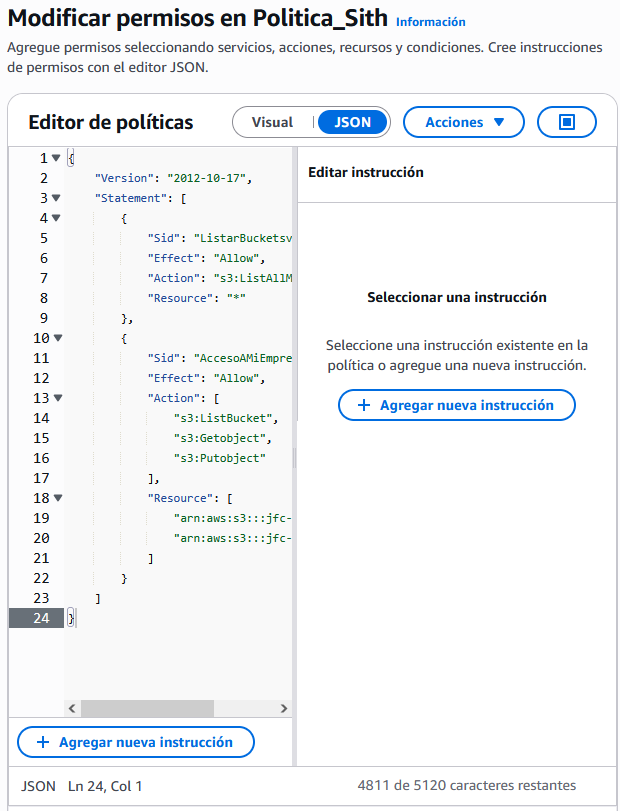 Modificar permisos en Politica_Sith Información
Agregue permisos seleccionando servicios, acciones, recursos y condiciones. Cree instrucciones
de permisos con el editor JSON.
Editor de políticas
Visual JSON
Acciones
1 {
2 "Version": "2012-10-17",
3 "Statement": [
4 {
5 "Sid": "ListarBucketsv
6 "Effect": "Allow",
7 "Action": "s3:ListAllM
8 "Resource": "*"
9 },
10 {
11 "Sid": "AccesoAMiEmpre
12 "Effect": "Allow",
13 "Action": [
14 "s3:ListBucket",
15 "s3:Getobject",
16 "s3:Putobject"
17 ],
18 "Resource": [
19 "arn:aws:s3:::jfc-
20 "arn:aws:s3:::jfc-
21 ]
22 }
23 ]
24 }
Agregar nueva instrucción
Editar instrucción
Seleccionar una instrucción
Seleccione una instrucción existente en la
política o agregue una nueva instrucción.
Agregar nueva instrucción
JSON Ln 24, Col 1
4811 de 5120 caracteres restantes